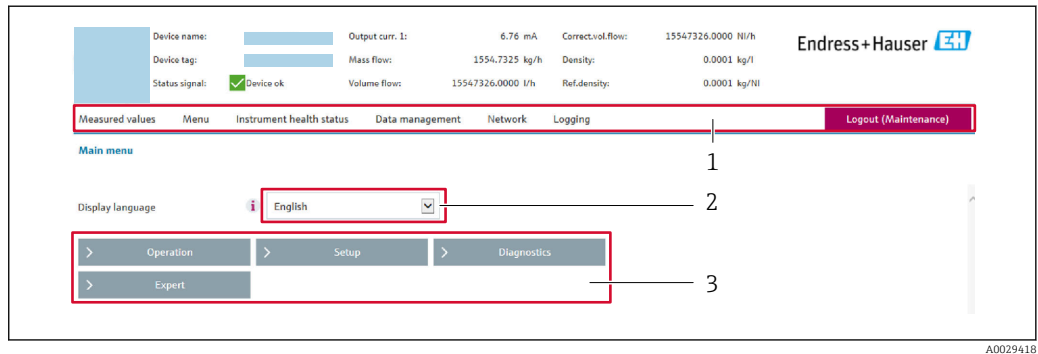 Device name: Output curr. 1: 6.76 mA Correct.vol.flow: 15547326.0000 Nl/h
Endress+Hauser EH
Device tag: Mass flow: 1554.7325 kg/h Density: 0.0001 kg/l
Status signal: Device ok Volume flow: 15547326.0000 l/h Ref.density: 0.0001 kg/Nl
Measured values Menu Instrument health status Data management Network Logging Logout (Maintenance)
1
Main menu
Display language i English 2
> Operation > Setup > Diagnostics
> Expert 3
A0029418